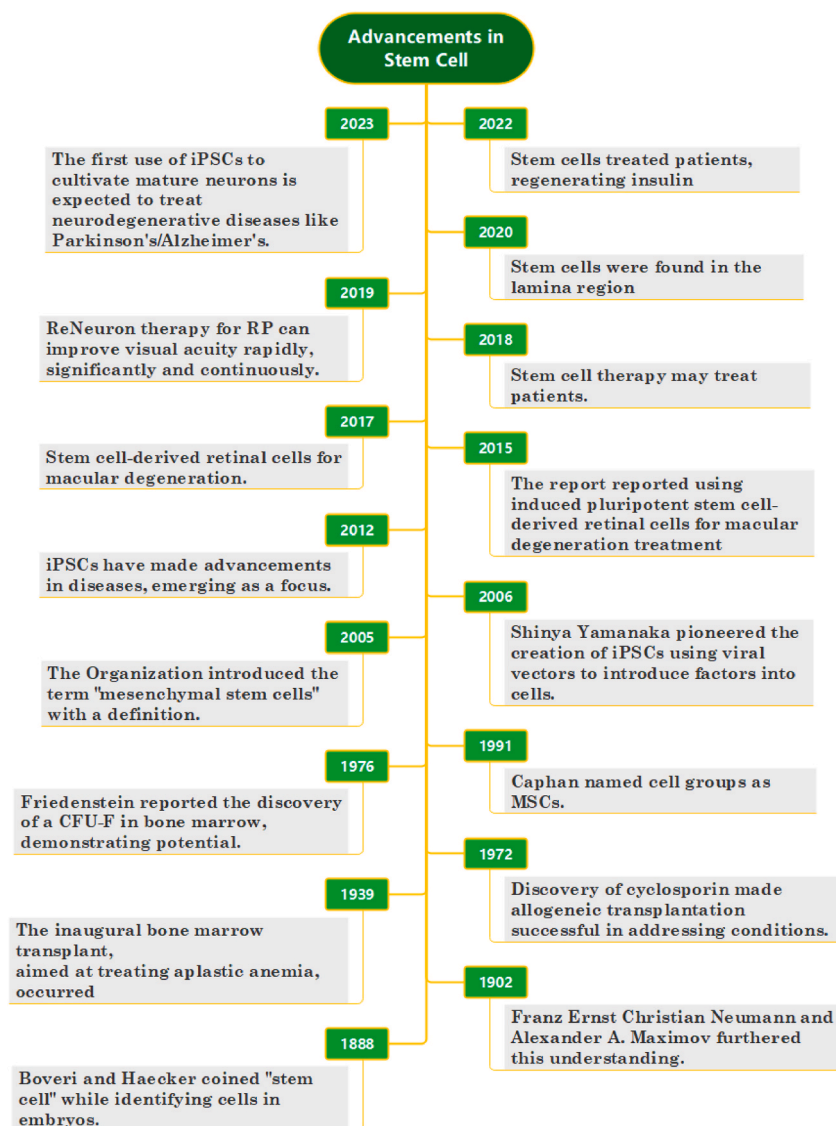 Advancements in
Stem Cell
2023
The first use of iPSCs to
cultivate mature neurons is
expected to treat
neurodegenerative diseases like
Parkinson's/Alzheimer's.
2022
Stem cells treated patients,
regenerating insulin
2020
Stem cells were found in the
lamina region
2019
ReNeuron therapy for RP can
improve visual acuity rapidly,
significantly and continuously.
2018
Stem cell therapy may treat
patients.
2017
Stem cell-derived retinal cells for
macular degeneration.
2015
The report reported using
induced pluripotent stem cell-
derived retinal cells for macular
degeneration treatment
2012
iPSCs have made advancements
in diseases, emerging as a focus.
2006
Shinya Yamanaka pioneered the
creation of iPSCs using viral
vectors to introduce factors into
cells.
2005
The Organization introduced the
term "mesenchymal stem cells"
with a definition.
1991
Caphan named cell groups as
MSCs.
1976
Friedenstein reported the discovery
of a CFU-F in bone marrow,
demonstrating potential.
1972
Discovery of cyclosporin made
allogeneic transplantation
successful in addressing conditions.
1939
The inaugural bone marrow
transplant,
aimed at treating aplastic anemia,
occurred
1902
Franz Ernst Christian Neumann and
Alexander A. Maximov furthered
this understanding.
1888
Boveri and Haecker coined "stem
cell" while identifying cells in
embryos.